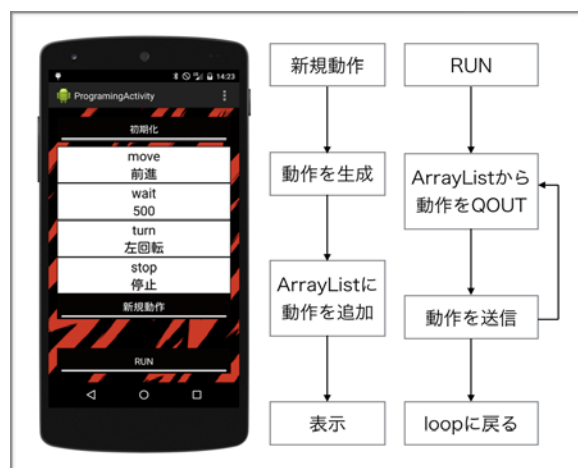 14:23
ProgramingActivity
初期化
move
前進
wait
500
turn
左回転
stop
停止
新規動作
RUN
新規動作
動作を生成
ArrayListに
動作を追加
表示
RUN
ArrayListから
動作をQOUT
動作を送信
loopに戻る